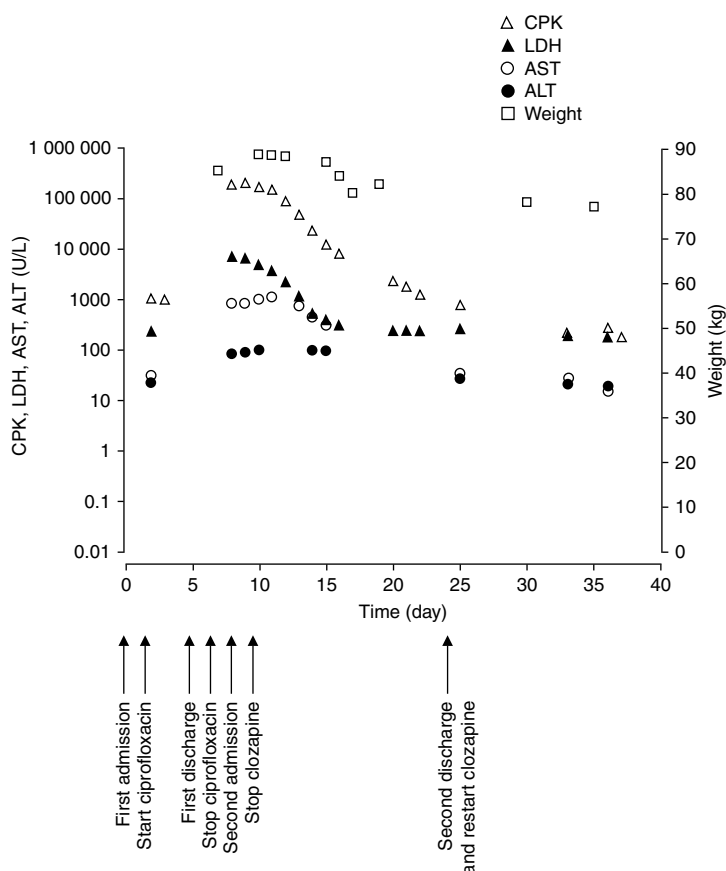 CPK
LDH
AST
ALT
Weight
1 000 000
100 000
10 000
1000
100
10
1
0.1
0.01
CPK, LDH, AST, ALT (U/L)
90
80
70
60
50
40
30
20
10
0
Weight (kg)
0 5 10 15 20 25 30 35 40
Time (day)
First admission
Start ciprofloxacin
First discharge
Stop ciprofloxacin
Second admission
Stop clozapine
Second discharge
and restart clozapine